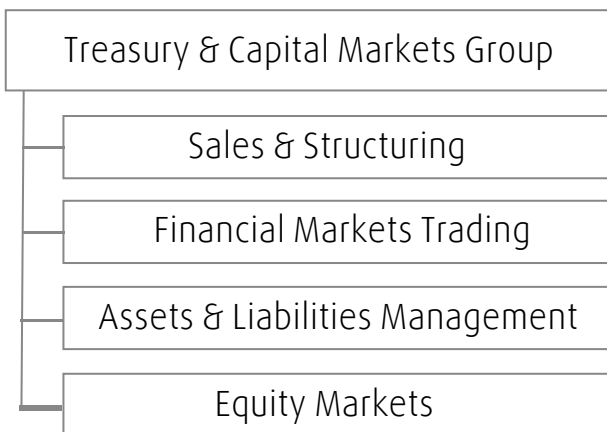 Treasury & Capital Markets Group
Sales & Structuring
Financial Markets Trading
Assets & Liabilities Management
Equity Markets